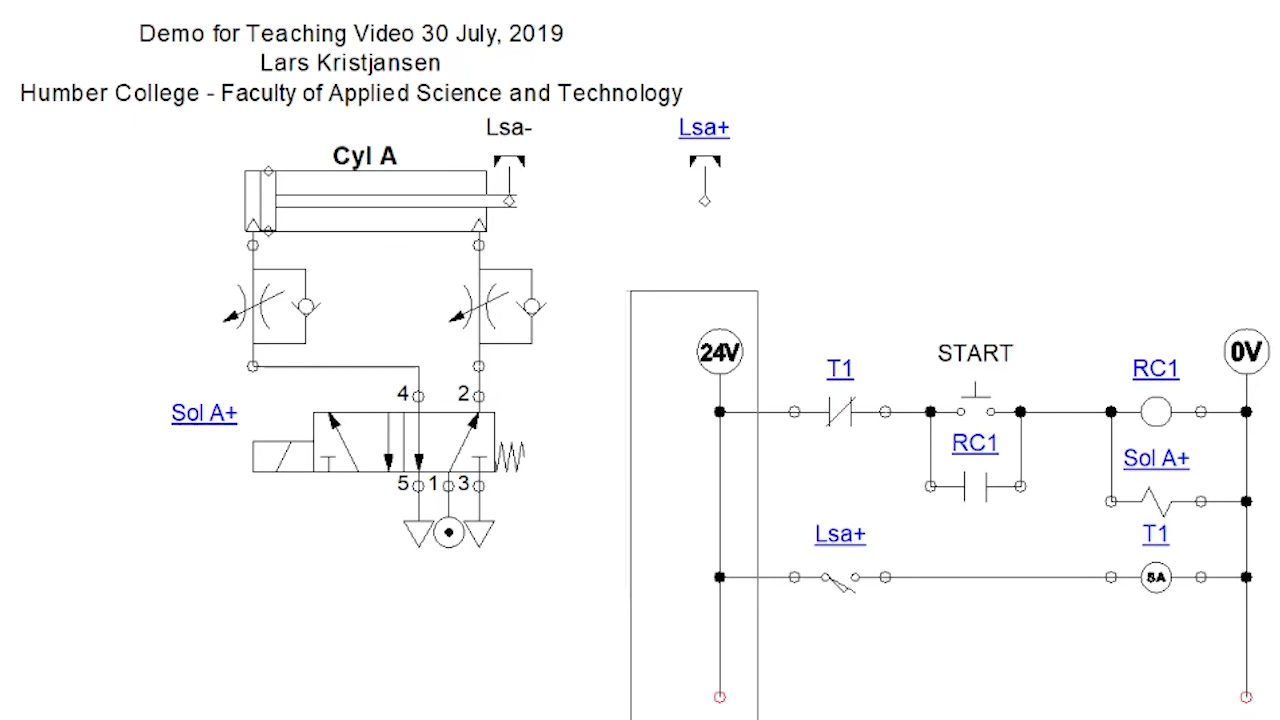 Demo for Teaching Video 30 July, 2019
Lars Kristjansen
Humber College - Faculty of Applied Science and Technology
Lsa-
Lsa+
Cyl A
24V
START
0V
T1
RC1
4
2
Sol A+
RC1
Sol A+
5
1
3
Lsa+
T1
5A